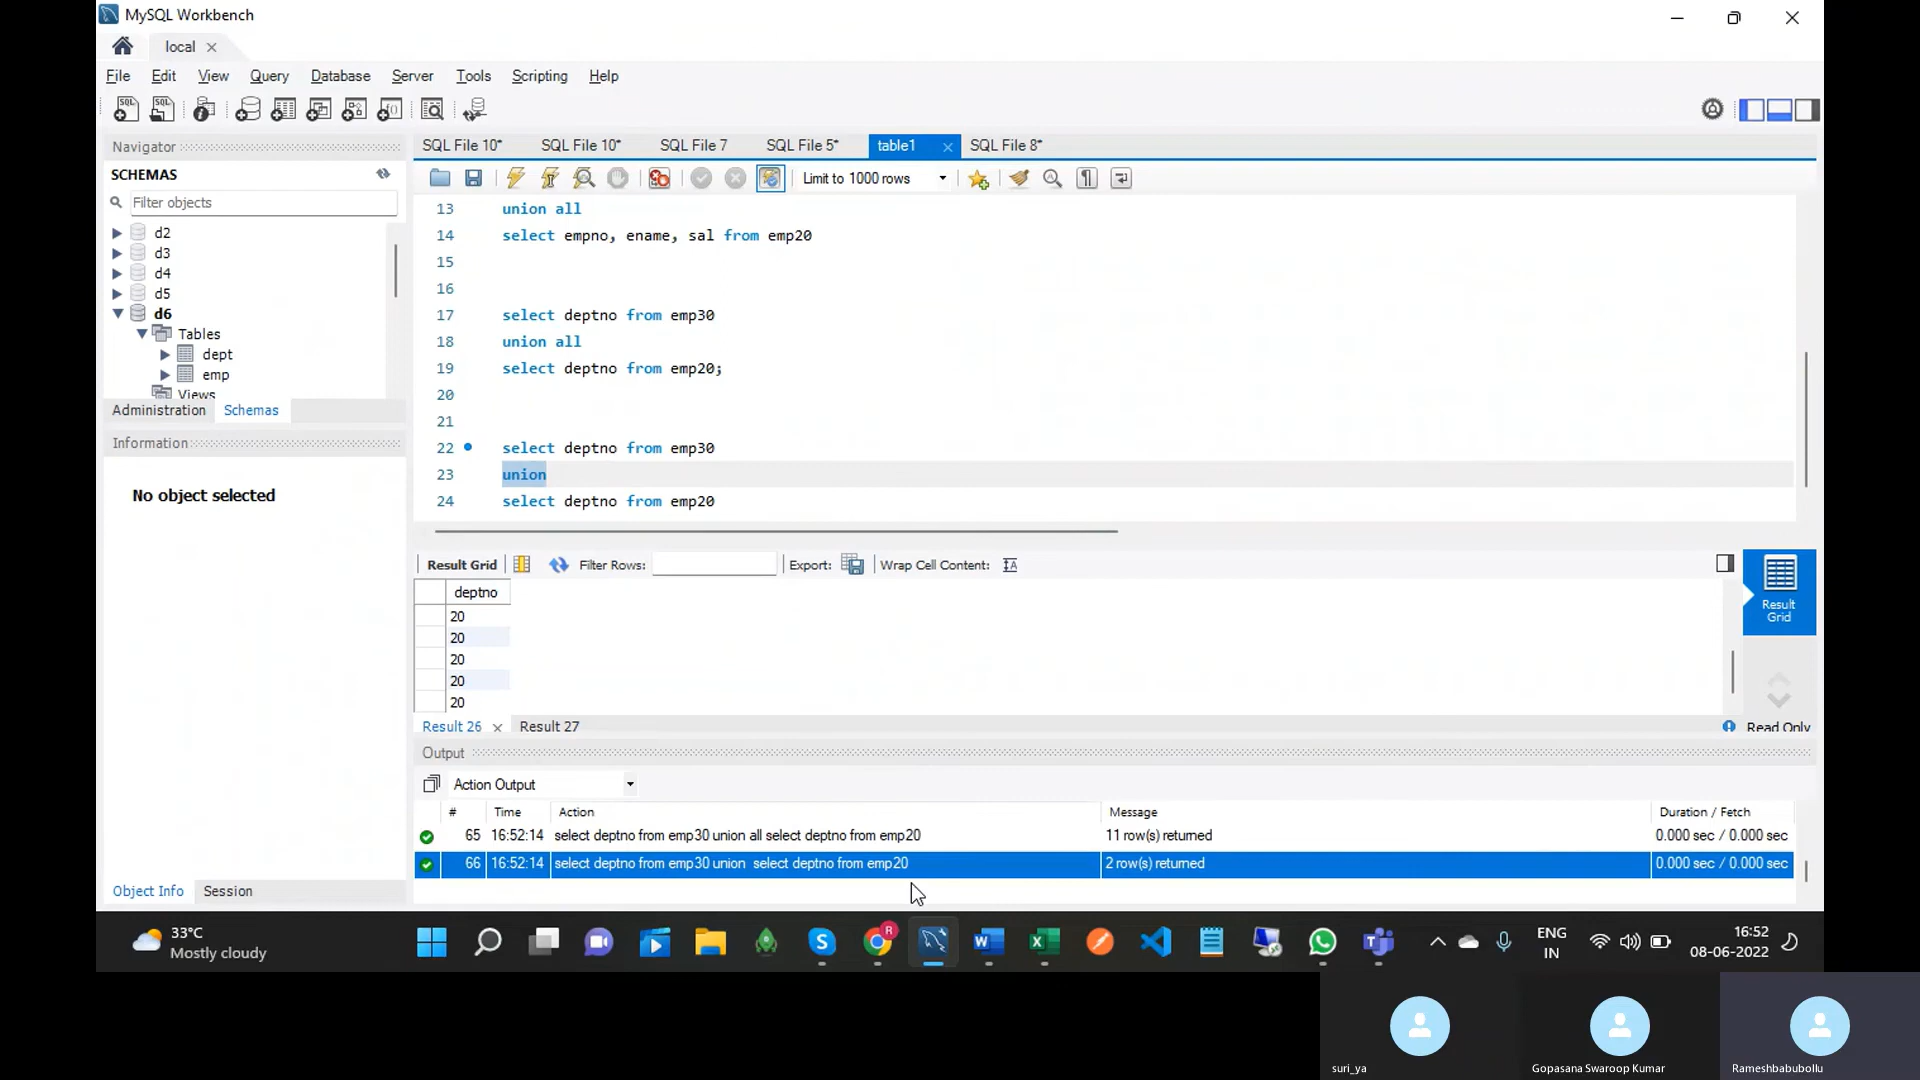 MySQL Workbench
local
File Edit View Query Database Server Tools Scripting Help
Navigator
SCHEMAS
Filter objects
d2
d3
d4
d5
d6
Tables
dept
emp
Views
Administration Schemas
Information
No object selected
Object Info Session
SQL File 10* SQL File 10* SQL File 7 SQL File 5* table1 SQL File 8*
Limit to 1000 rows
13 union all
14 select empno, ename, sal from emp20
15
16
17 select deptno from emp30
18 union all
19 select deptno from emp20;
20
21
22 select deptno from emp30
23 union
24 select deptno from emp20
Result Grid Filter Rows: Export: Wrap Cell Content:
deptno
20
20
20
20
20
Result Grid
Result 26 Result 27 Read Only
Output
Action Output
# Time Action Message Duration / Fetch
65 16:52:14 select deptno from emp30 union all select deptno from emp20 11 row(s) returned 0.000 sec / 0.000 sec
66 16:52:14 select deptno from emp30 union  select deptno from emp20 2 row(s) returned 0.000 sec / 0.000 sec
33°C
Mostly cloudy
ENG
IN
16:52
08-06-2022
suri_ya Gopasana Swaroop Kumar Rameshbabubollu